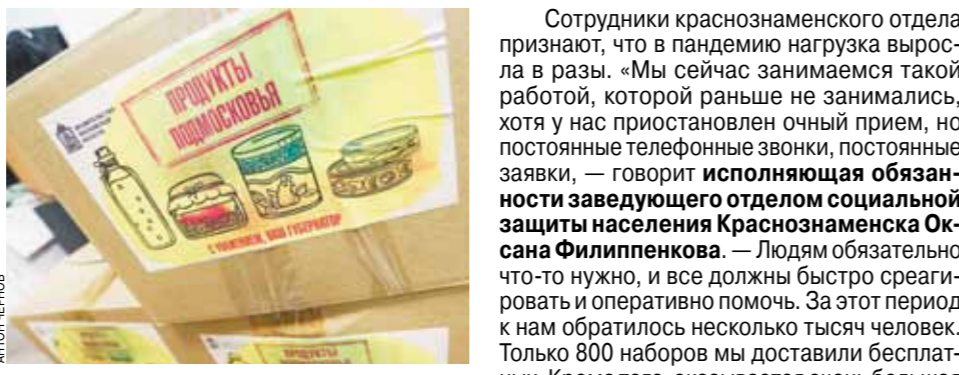 ПРОДУКТЫ
ПОДМОСКОВЬЯ
С УВАЖЕНИЕМ, ВАШ ГУБЕРНАТОР
ПРОДУКТЫ
АНТОН ЧЕРНОВ
Сотрудники краснознаменского отдела
признают, что в пандемию нагрузка вырос-
ла в разы. «Мы сейчас занимаемся такой
работой, которой раньше не занимались,
хотя у нас приостановлен очный прием, но
постоянные телефонные звонки, постоянные
заявки, — говорит исполняющая обязан-
ности заведующего отделом социальной
защиты населения Краснознаменска Ок-
сана Филиппенкова. — Людям обязательно
что-то нужно, и все должны быстро среаги-
ровать и оперативно помочь. За этот период
к нам обратилось несколько тысяч человек.
Только 800 наборов мы доставили бесплат-